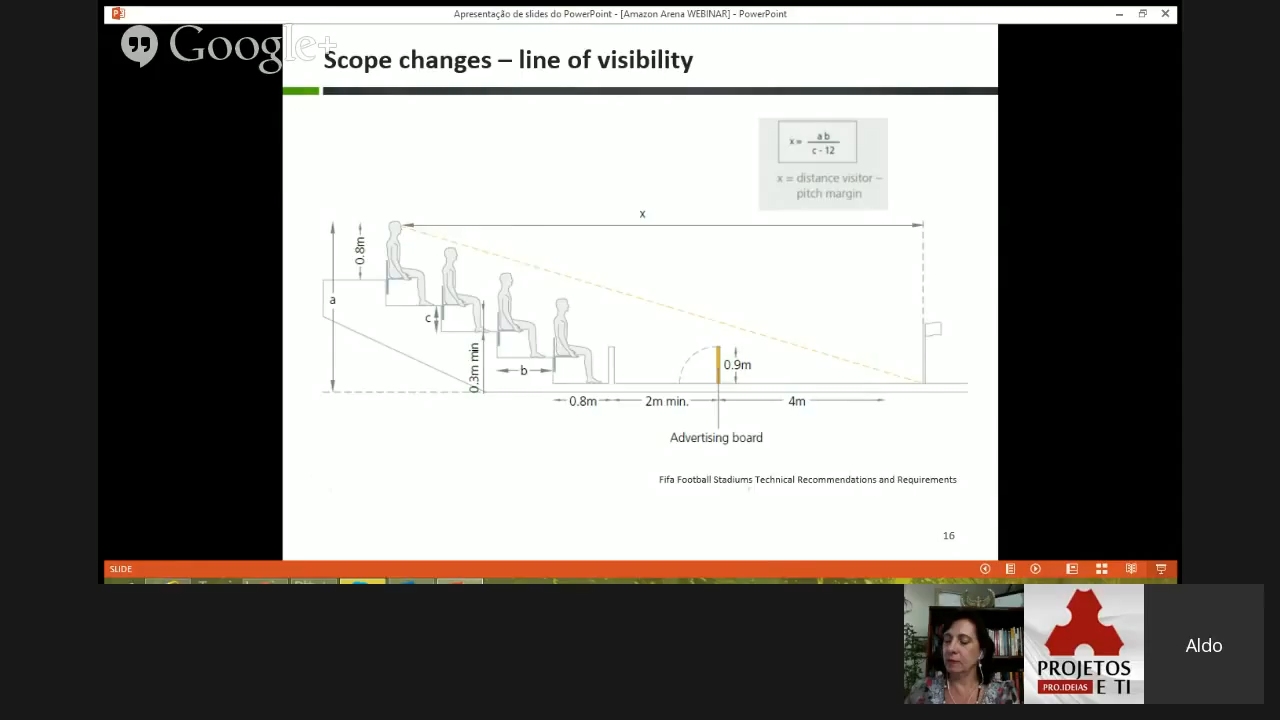 Apresentação de slides do PowerPoint - [Amazon Arena WEBINAR] - PowerPoint
Google+
Scope changes – line of visibility
x = a b
c - 12
x = distance visitor –
pitch margin
x
0.8m
a
c
0.3m min
b
0.9m
0.8m
2m min.
4m
Advertising board
Fifa Football Stadiums Technical Recommendations and Requirements
16
SLIDE
PROJETOS
PRO.IDEIAS E TI
Aldo